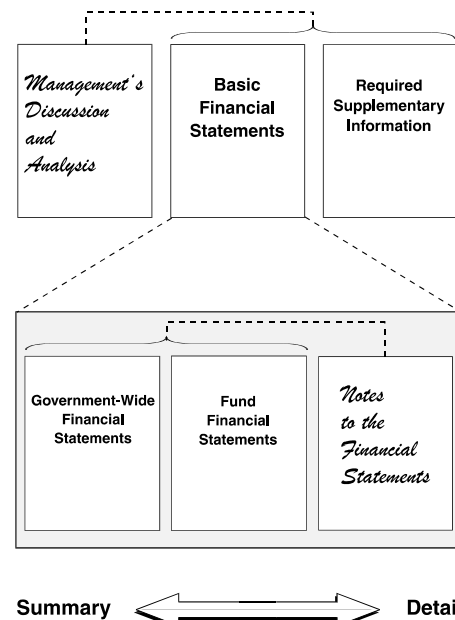 Management's
Discussion
and
Analysis
Basic
Financial
Statements
Required
Supplementary
Information
Government-Wide
Financial
Statements
Fund
Financial
Statements
Notes
to the
Financial
Statements
Summary
Detai